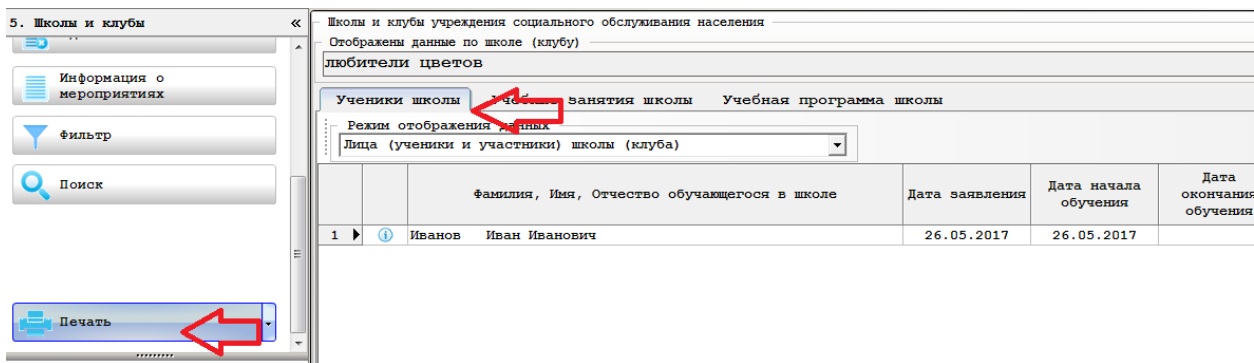 5. Школы и клубы «
Информация о
мероприятиях
Фильтр
Поиск
Печать
Школы и клубы учреждения социального обслуживания населения
Отображены данные по школе (клубу)
любители цветов
Ученики школы
занятия школы
Учебная программа школы
Режим отображения данных
Лица (ученики и участники) школы (клуба)
Фамилия, Имя, Отчество обучающегося в школе
Дата заявления
Дата начала
обучения
Дата
окончания
обучения
1 Иванов Иван Иванович 26.05.2017 26.05.2017